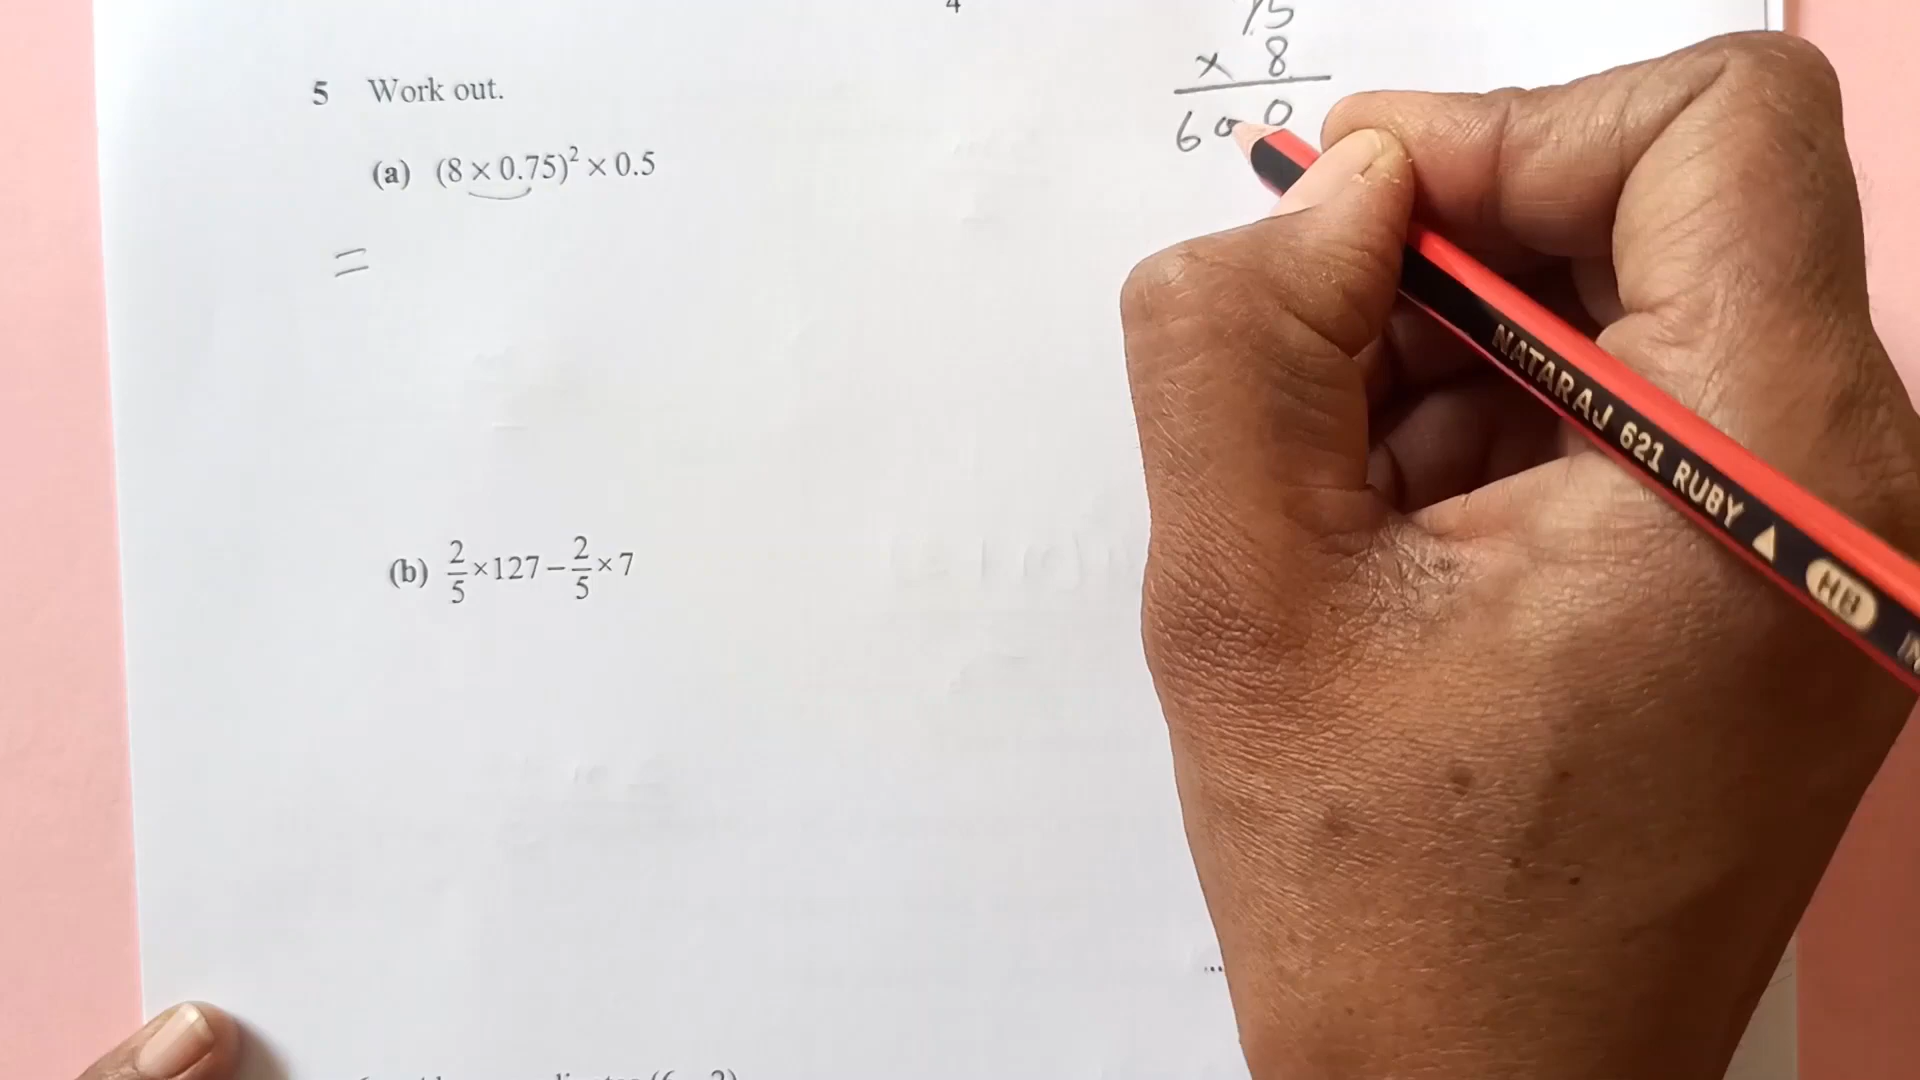 4
75
× 8
600
5 Work out.
(a) (8 × 0.75)² × 0.5
=
(b) 2/5 × 127 – 2/5 × 7
NATARAJ 621 RUBY HB
...